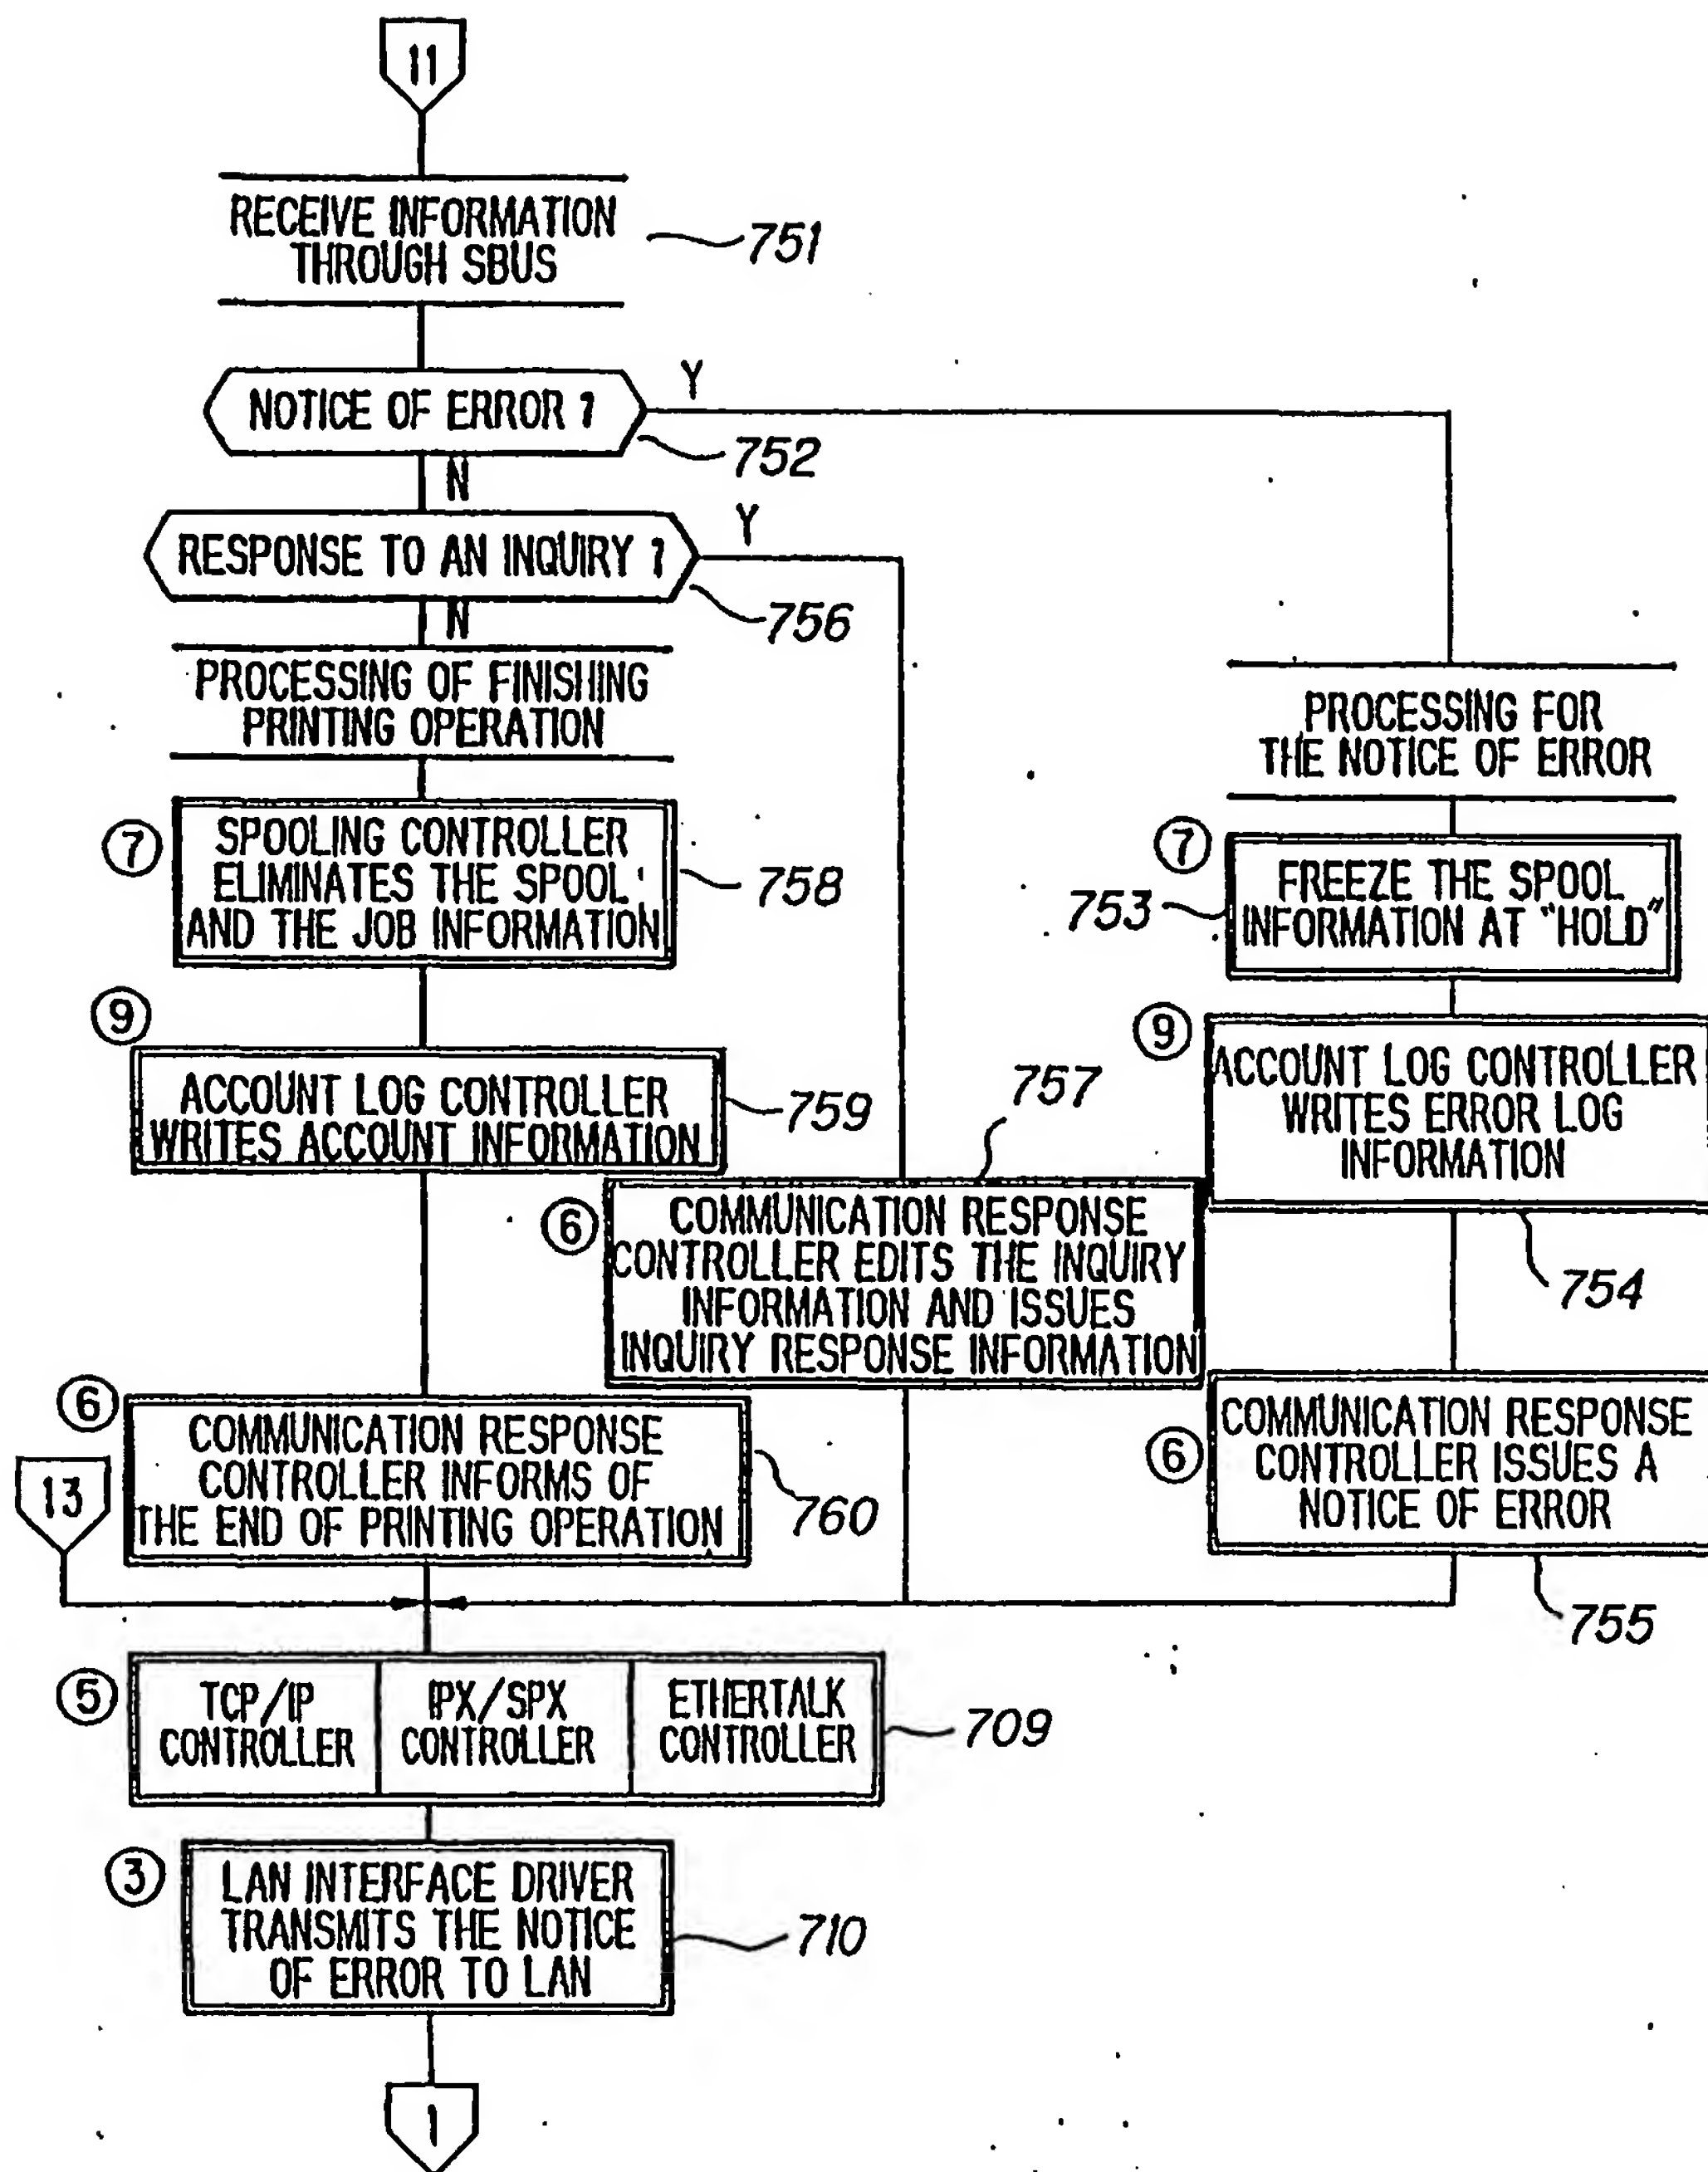 11
RECEIVE INFORMATION
THROUGH SBUS
751
NOTICE OF ERROR ?
Y
752
N
RESPONSE TO AN INQUIRY ?
Y
756
N
PROCESSING OF FINISHING
PRINTING OPERATION
PROCESSING FOR
THE NOTICE OF ERROR
7
SPOOLING CONTROLLER
ELIMINATES THE SPOOL
AND THE JOB INFORMATION
758
7
FREEZE THE SPOOL
INFORMATION AT "HOLD"
753
9
ACCOUNT LOG CONTROLLER
WRITES ACCOUNT INFORMATION
759
9
ACCOUNT LOG CONTROLLER
WRITES ERROR LOG
INFORMATION
754
757
6
COMMUNICATION RESPONSE
CONTROLLER EDITS THE INQUIRY
INFORMATION AND ISSUES
INQUIRY RESPONSE INFORMATION
6
COMMUNICATION RESPONSE
CONTROLLER INFORMS OF
THE END OF PRINTING OPERATION
760
6
COMMUNICATION RESPONSE
CONTROLLER ISSUES A
NOTICE OF ERROR
755
13
5
TCP/IP
CONTROLLER
IPX/SPX
CONTROLLER
ETHERTALK
CONTROLLER
709
3
LAN INTERFACE DRIVER
TRANSMITS THE NOTICE
OF ERROR TO LAN
710
1